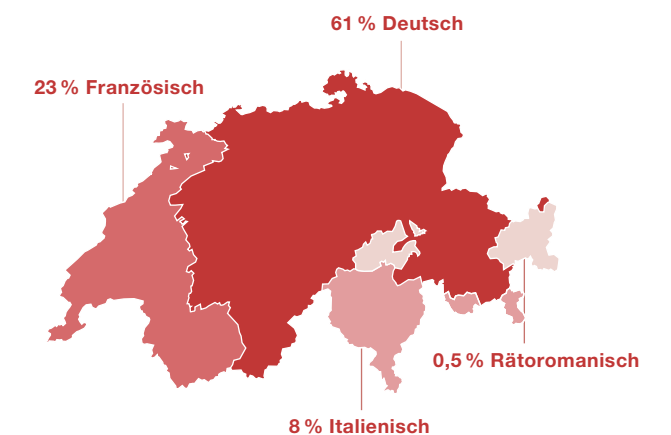 61 % Deutsch
23 % Französisch
0,5 % Rätoromanisch
8 % Italienisch